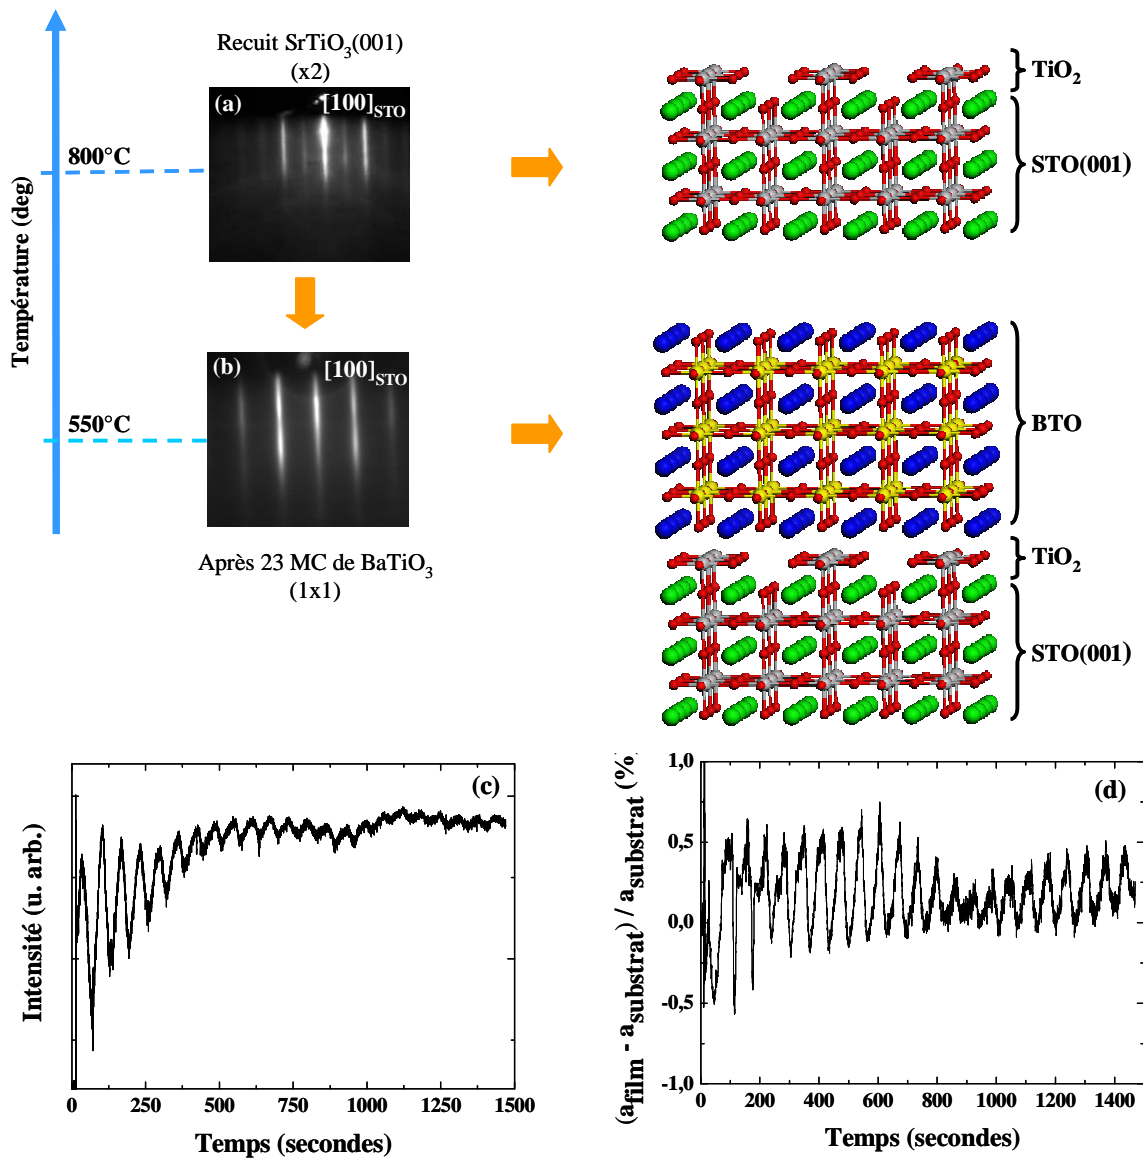 Recuit SrTiO3(001)
(x2)
(a)
[100]STO
800°C
Température (deg)
TiO2
STO(001)
(b)
[100]STO
550°C
Après 23 MC de BaTiO3
(1x1)
BTO
TiO2
STO(001)
(c)
Intensité (u. arb.)
0 250 500 750 1000 1250 1500
Temps (secondes)
(d)
(afilm - asubstrat) / asubstrat (%
1,0
0,5
0,0
-0,5
-1,0
0 200 400 600 800 1000 1200 1400
Temps (secondes)